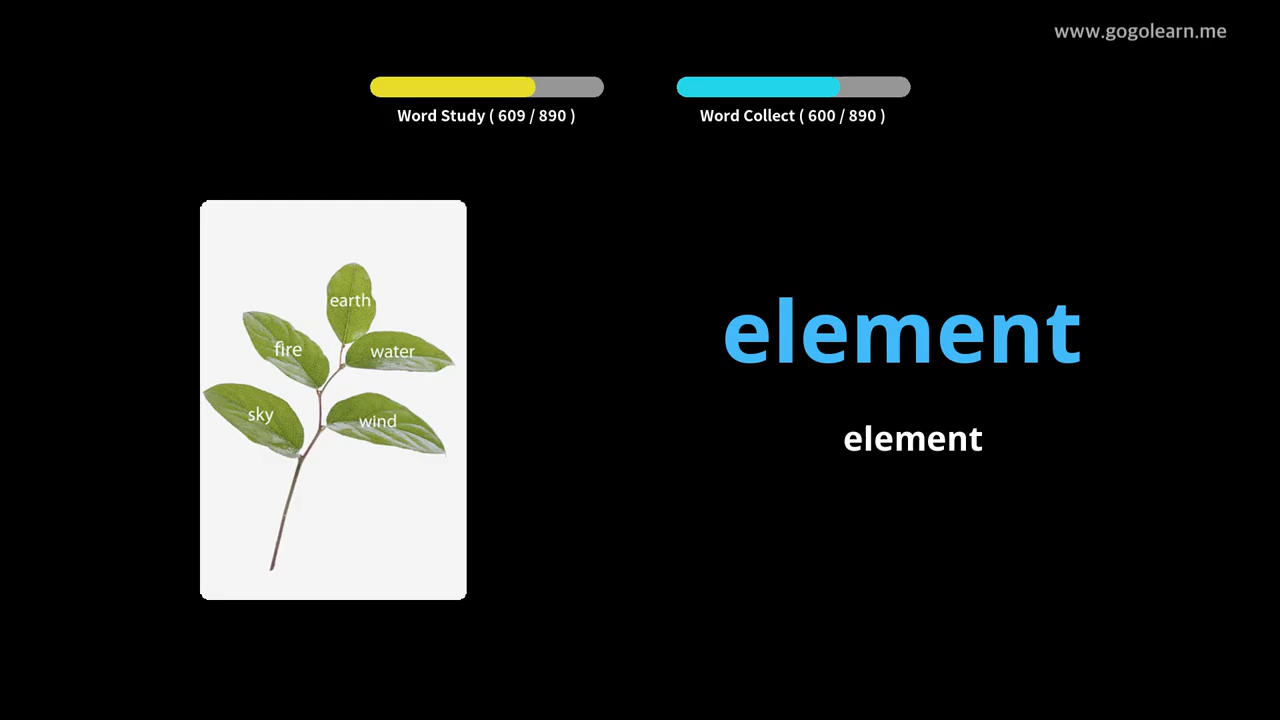 www.gogolearn.me
Word Study ( 609 / 890 )
Word Collect ( 600 / 890 )
earth
fire
water
sky
wind
element
element